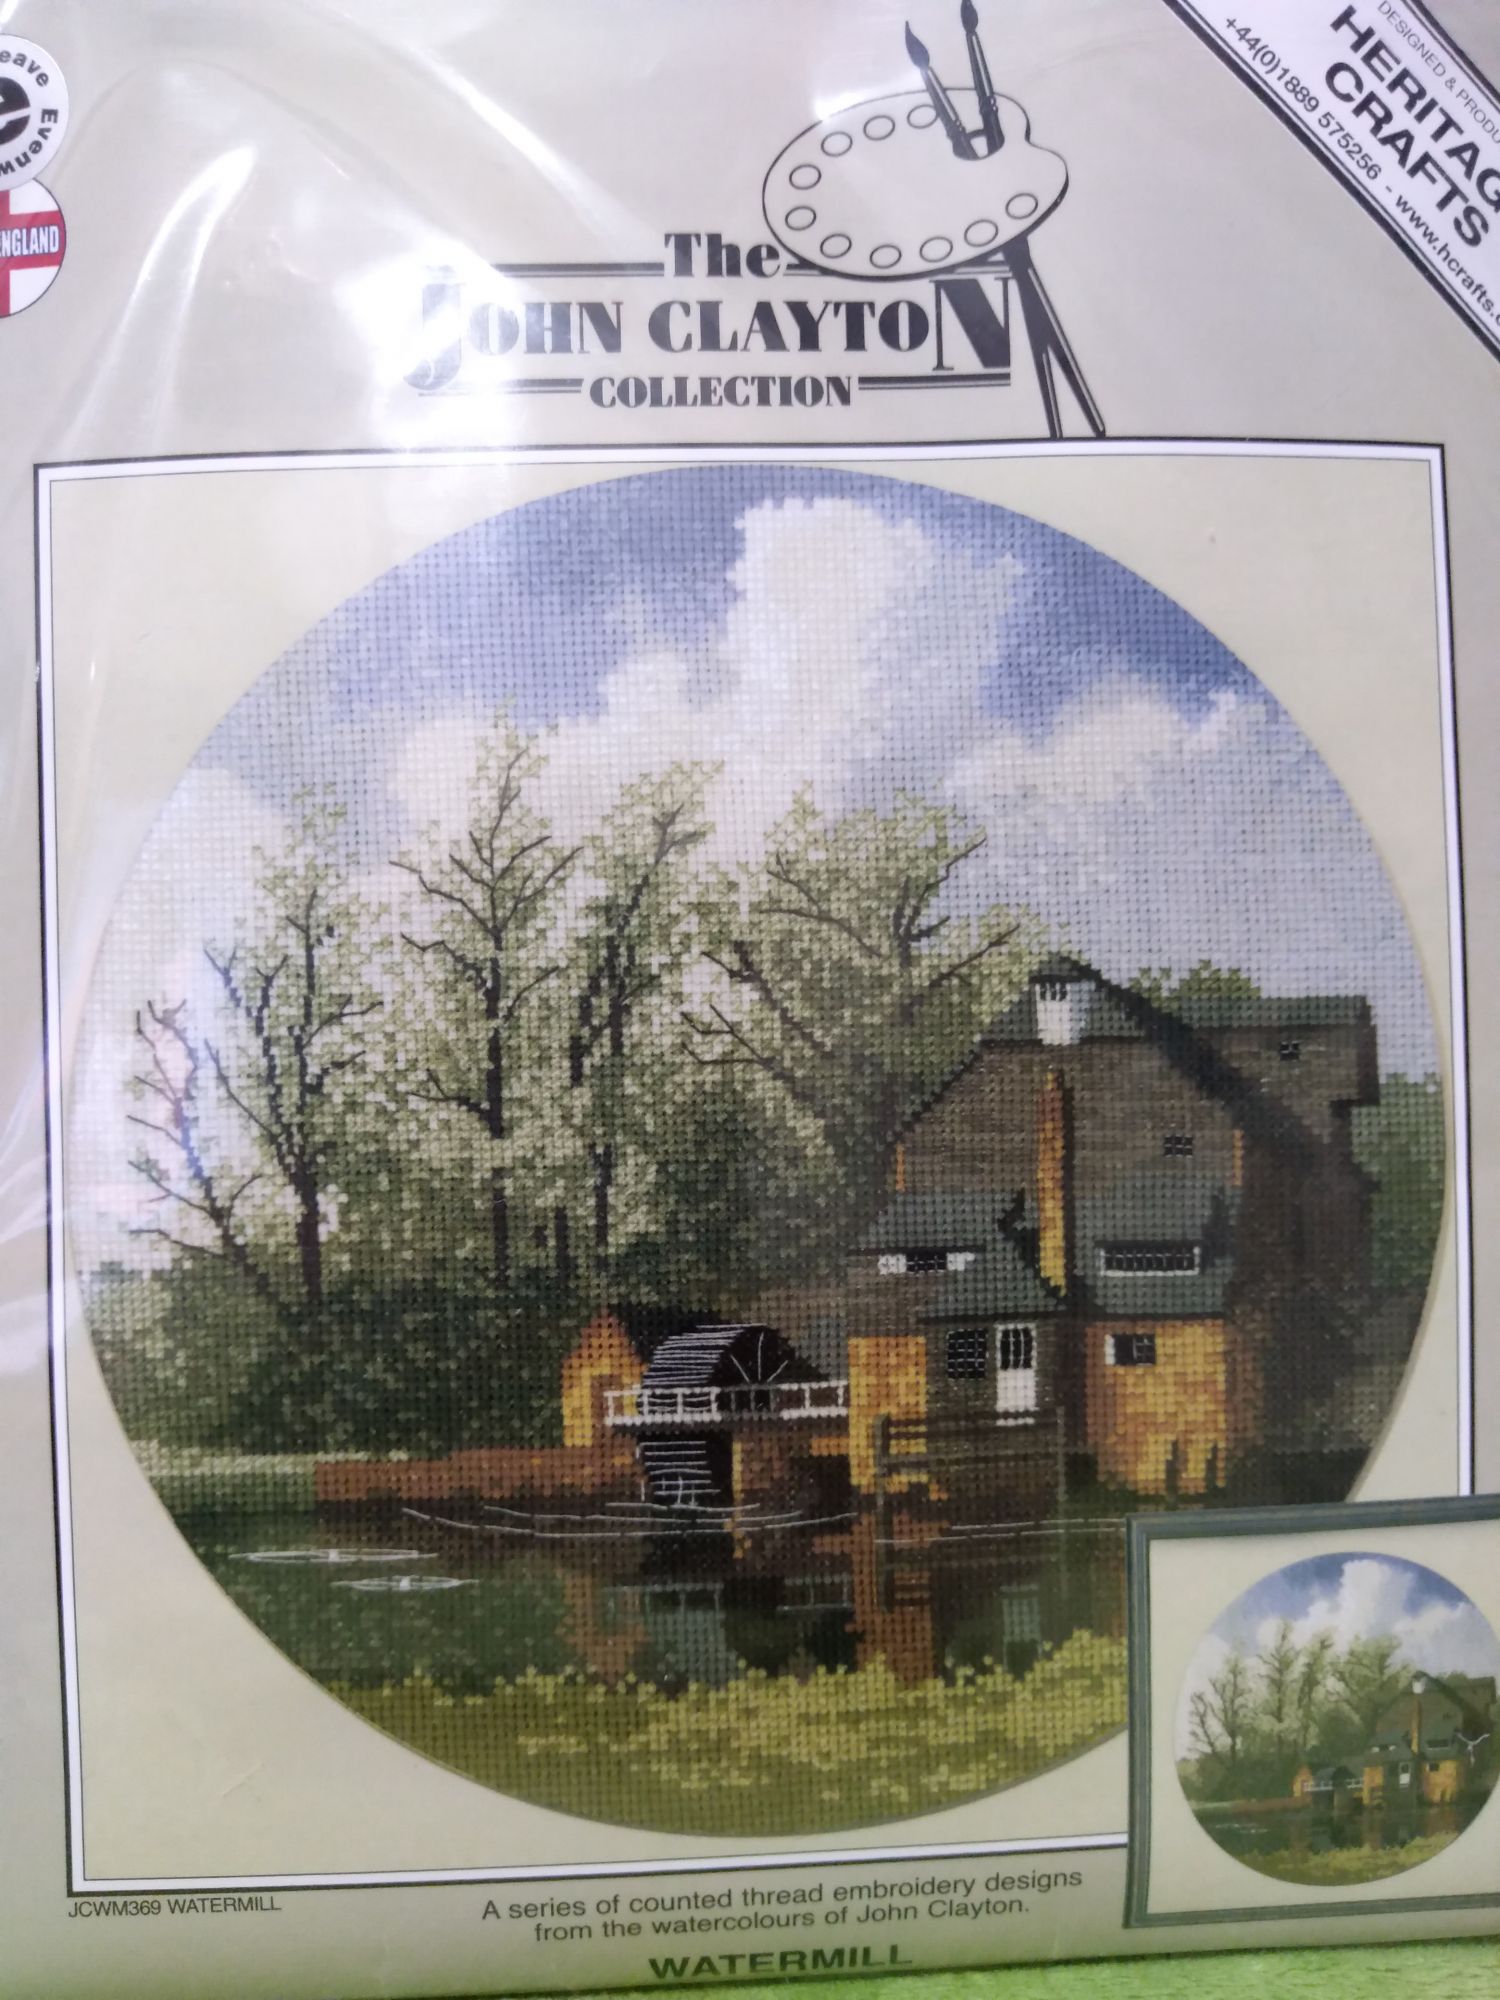 ENGLAND
HERITAGE
CRAFTS
+44(0)1889 575256 - www.hcrafts.
The
JOHN CLAYTON
COLLECTION
JCWM369 WATERMILL
A series of counted thread embroidery designs
from the watercolours of John Clayton.
WATERMILL